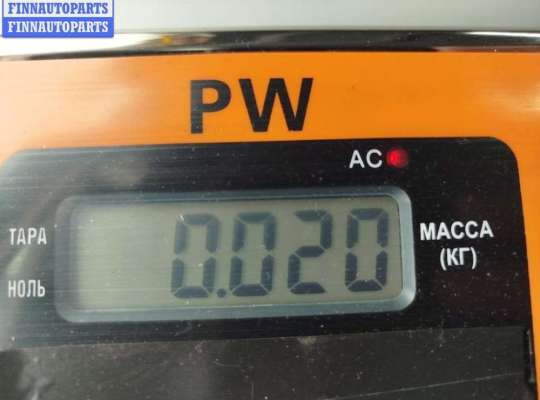 FINNAUTOPARTS
FINNAUTOPARTS
PW
AC
ТАРА
0.020
МАССА
(КГ)
НОЛЬ